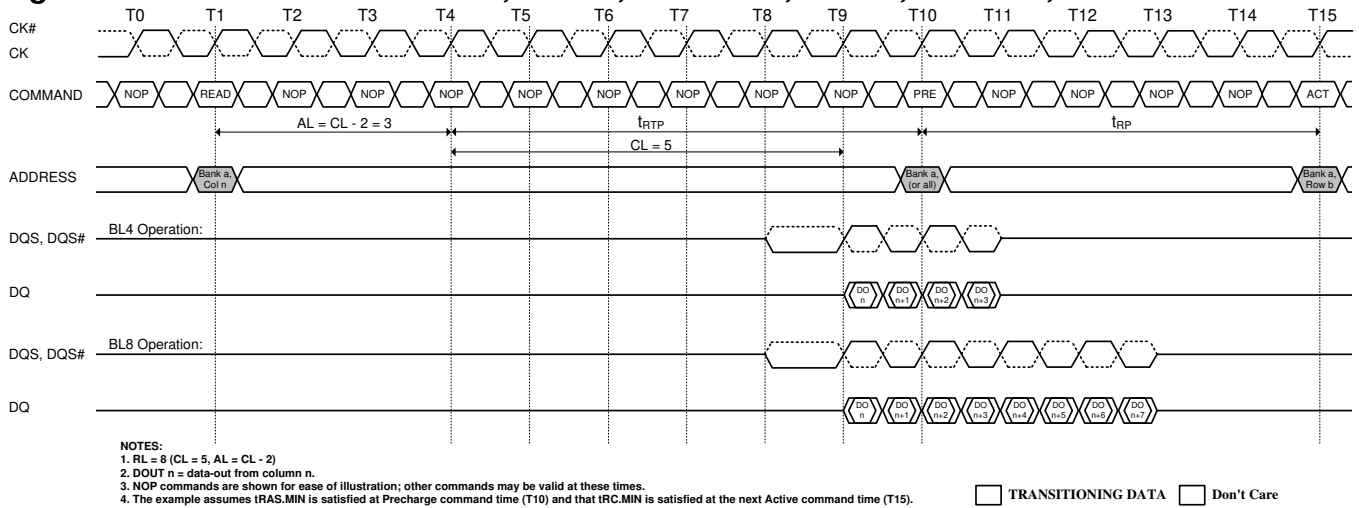 T0 T1 T2 T3 T4 T5 T6 T7 T8 T9 T10 T11 T12 T13 T14 T15
CK#
CK
COMMAND NOP READ NOP NOP NOP NOP NOP NOP NOP NOP PRE NOP NOP NOP NOP ACT
AL = CL - 2 = 3 tRTP tRP
CL = 5
ADDRESS Bank a, Col n Bank a, (or all) Bank a, Row b
BL4 Operation:
DQS, DQS#
DQ DO n DO n+1 DO n+2 DO n+3
BL8 Operation:
DQS, DQS#
DQ DO n DO n+1 DO n+2 DO n+3 DO n+4 DO n+5 DO n+6 DO n+7
NOTES:
1. RL = 8 (CL = 5, AL = CL - 2)
2. DOUT n = data-out from column n.
3. NOP commands are shown for ease of illustration; other commands may be valid at these times.
4. The example assumes tRAS.MIN is satisfied at Precharge command time (T10) and that tRC.MIN is satisfied at the next Active command time (T15).
TRANSITIONING DATA Don't Care